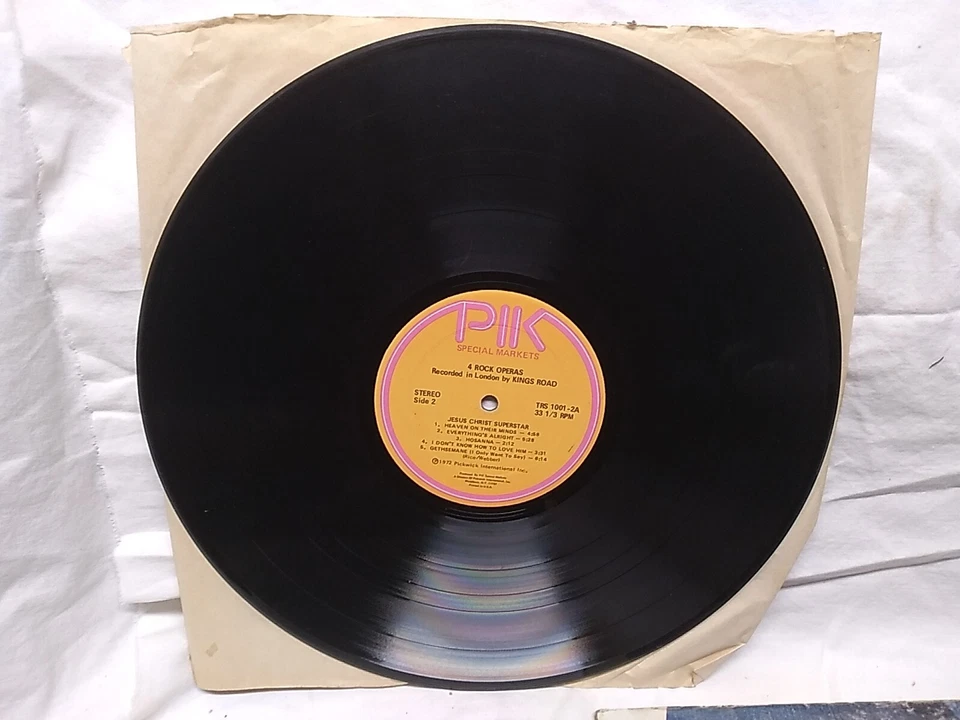 PIK
SPECIAL MARKETS
4 ROCK OPERAS
Recorded in London by KINGS ROAD
STEREO
Side 2
TRS 1001-2A
33 1/3 RPM
JESUS CHRIST SUPERSTAR
1. HEAVEN ON THEIR MINDS — 4:56
2. EVERYTHING'S ALRIGHT — 5:28
3. HOSANNA — 2:12
4. I DON'T KNOW HOW TO LOVE HIM — 3:31
5. GETHSEMANE (I Only Want To Say) — 6:14
(Rice/Webber)
Ⓟ1972 Pickwick International Inc.